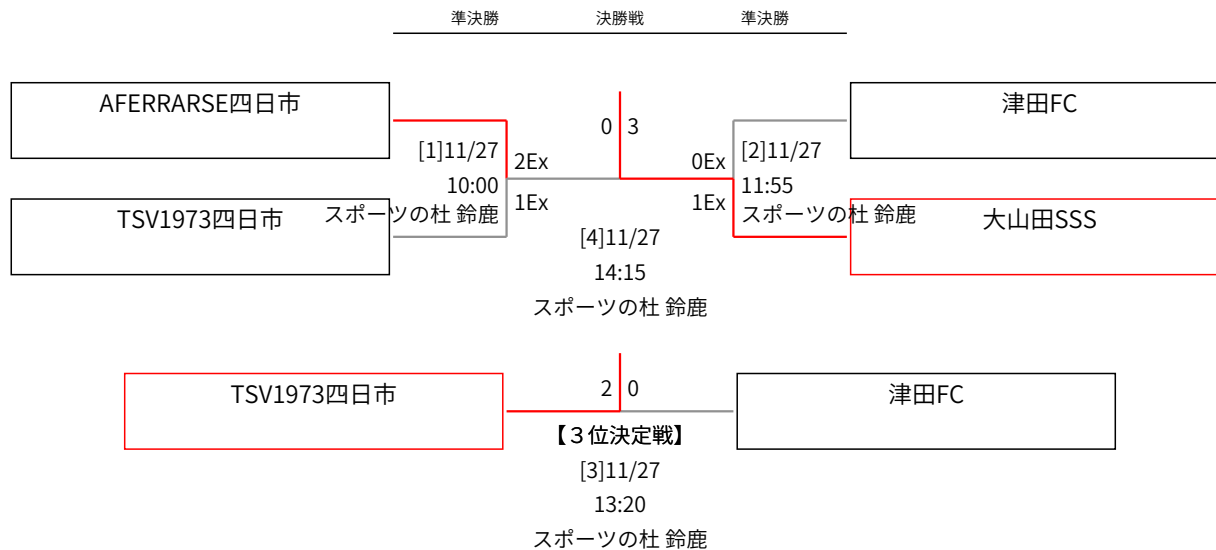 準決勝 決勝戦 準決勝
AFERRARSE四日市
津田FC
0 3
[1]11/27
10:00
スポーツの杜 鈴鹿
2Ex
1Ex
0Ex
1Ex
[2]11/27
11:55
スポーツの杜 鈴鹿
TSV1973四日市
大山田SSS
[4]11/27
14:15
スポーツの杜 鈴鹿
TSV1973四日市
2 0
津田FC
【３位決定戦】
[3]11/27
13:20
スポーツの杜 鈴鹿